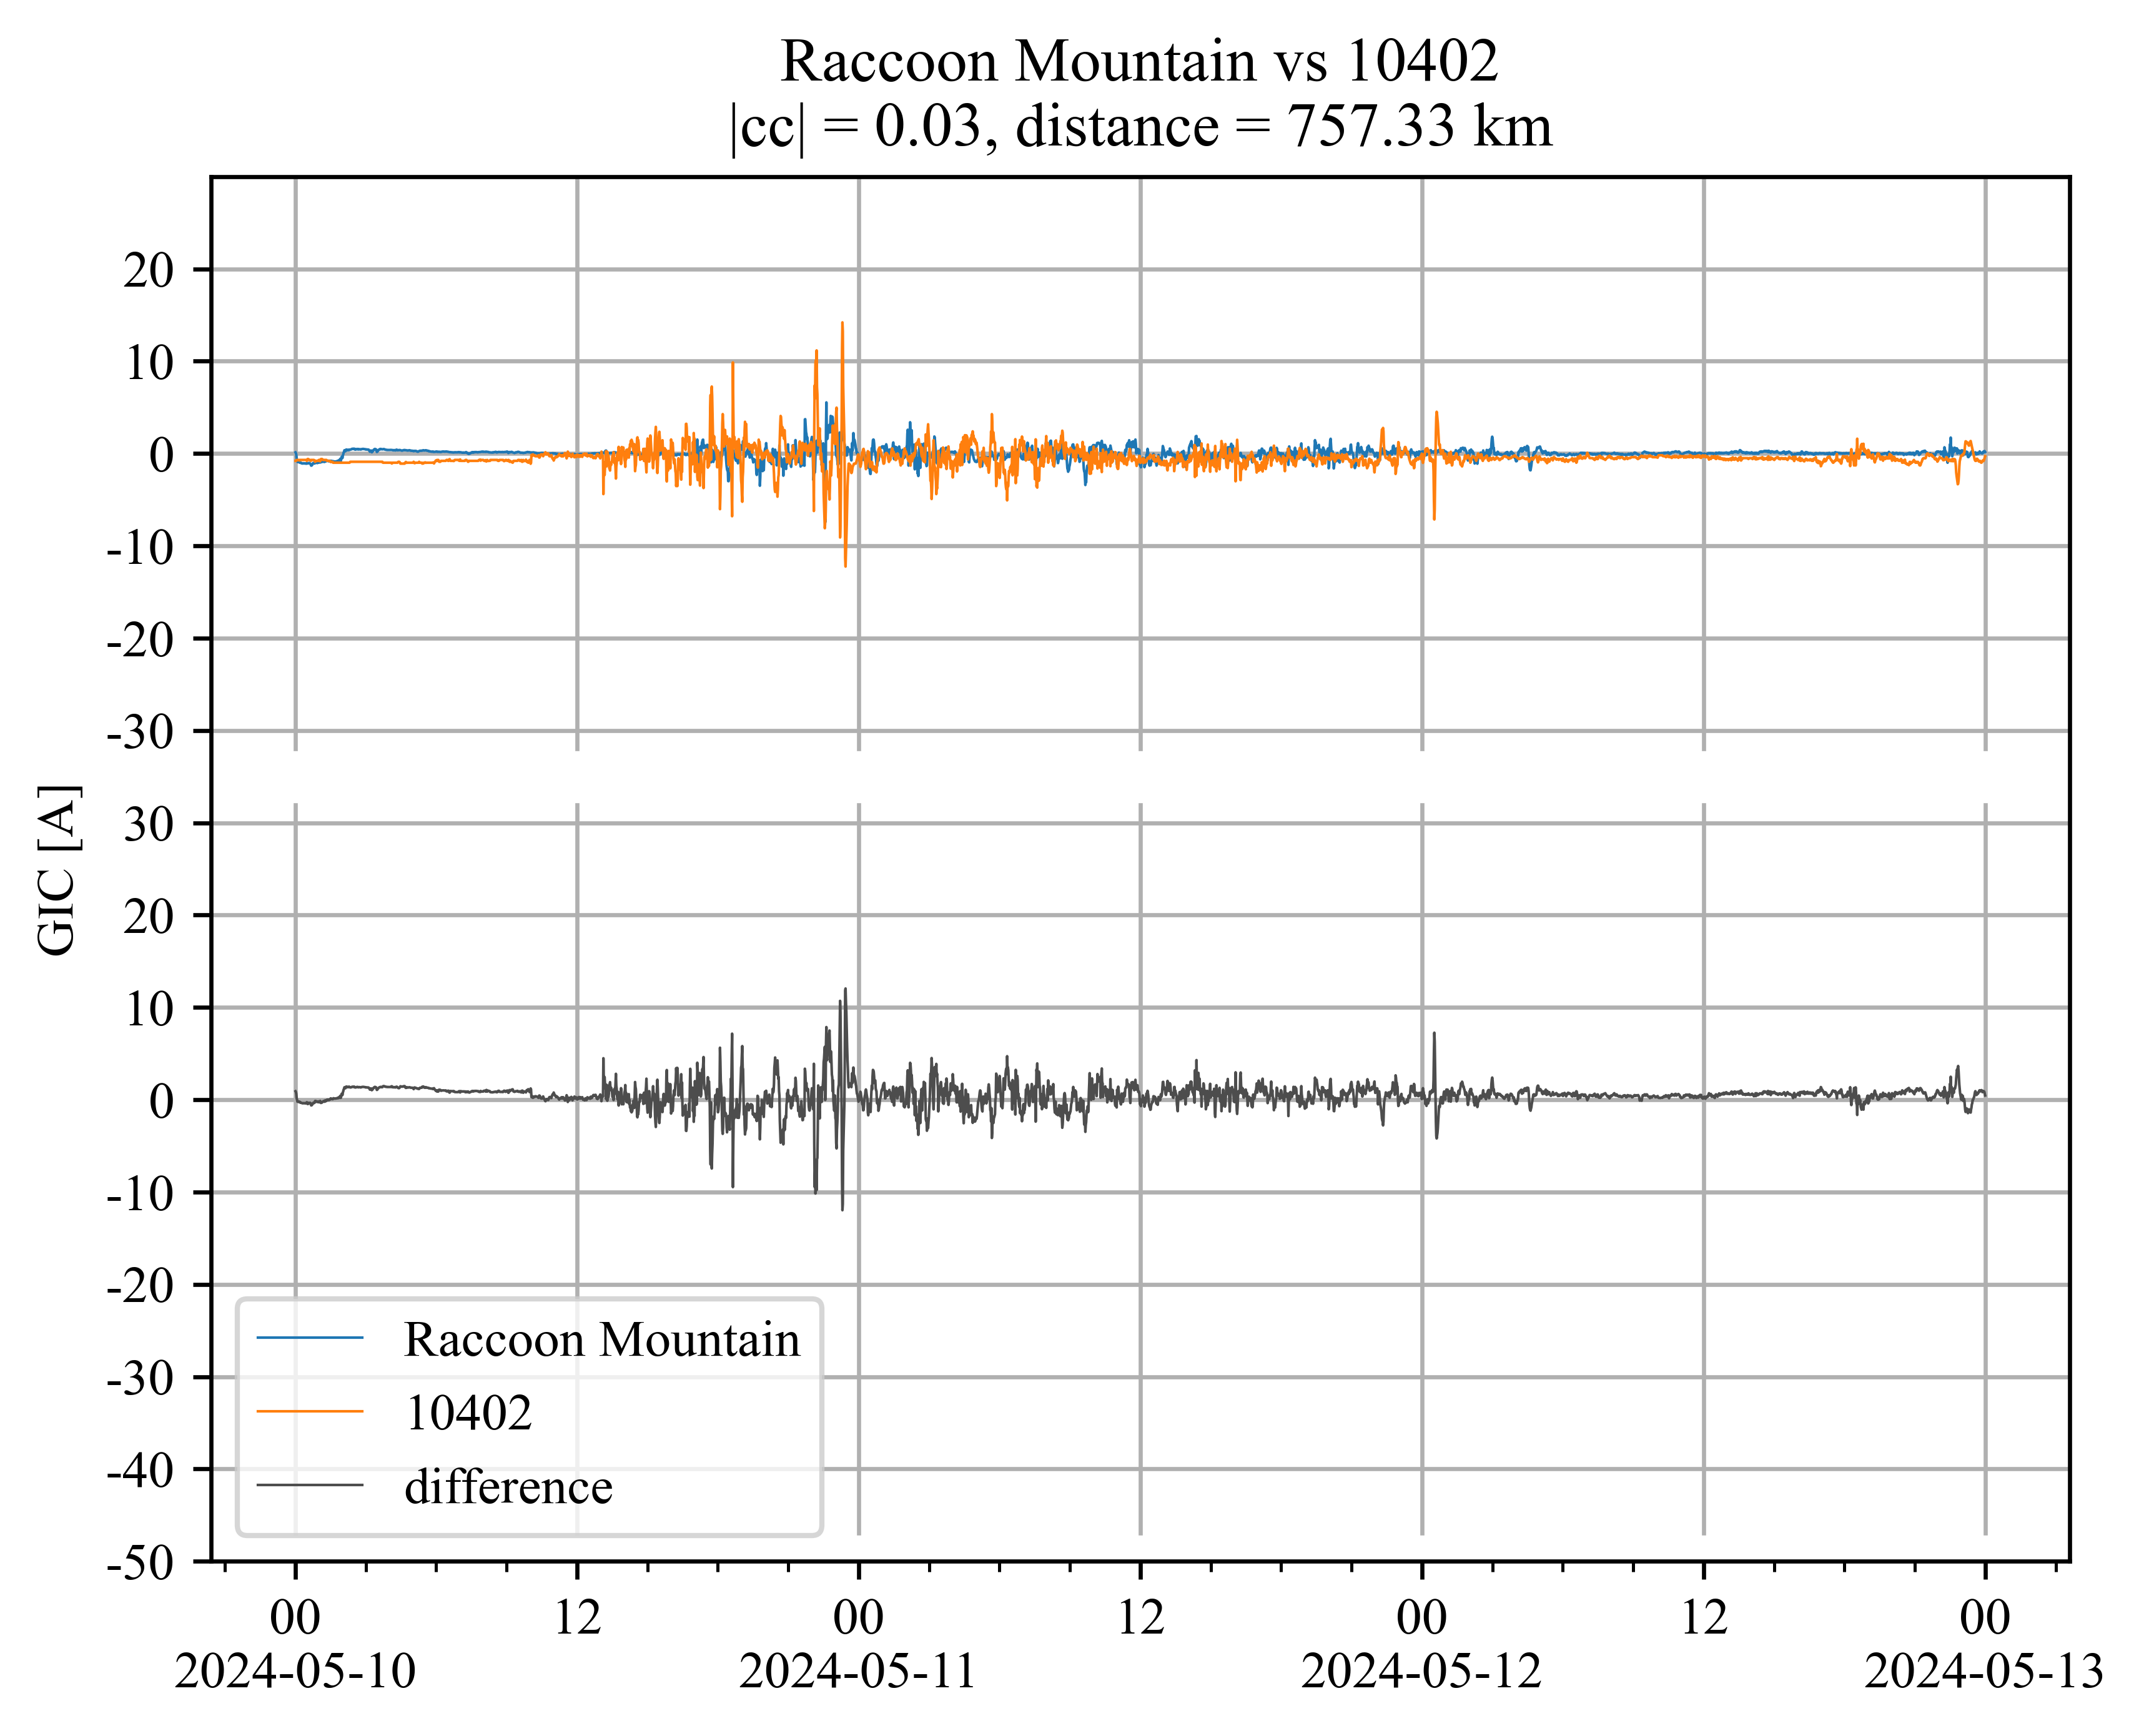 Raccoon Mountain vs 10402
|cc| = 0.03, distance = 757.33 km
GIC [A]
20
10
0
-10
-20
-30
30
20
10
0
-10
-20
-30
-40
-50
Raccoon Mountain
10402
difference
00 12 00 12 00 12 00
2024-05-10 2024-05-11 2024-05-12 2024-05-13